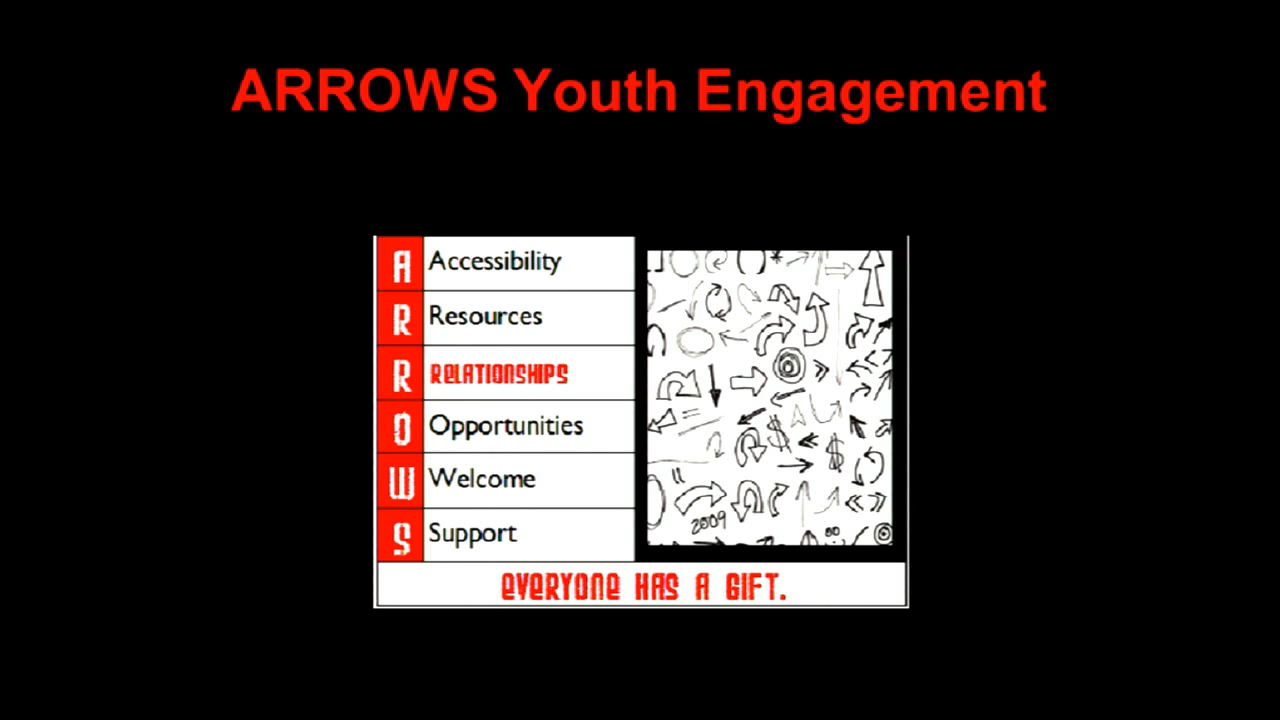 ARROWS Youth Engagement
A Accessibility
R Resources
R RELATIONSHIPS
O Opportunities
W Welcome
S Support
2009
EVERYONE HAS A GIFT.